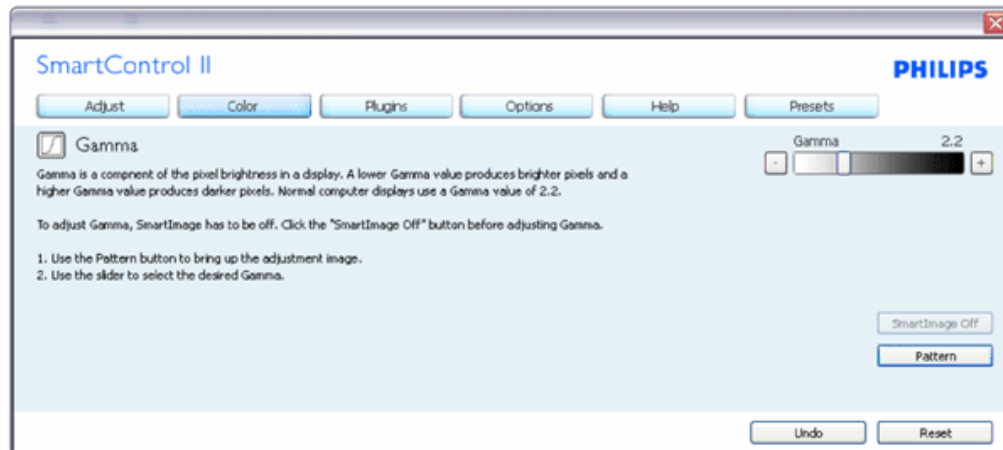 SmartControl II
PHILIPS
Adjust Color Plugins Options Help Presets
Gamma
Gamma 2.2
- +
Gamma is a compnent of the pixel brightness in a display. A lower Gamma value produces brighter pixels and a
higher Gamma value produces darker pixels. Normal computer displays use a Gamma value of 2.2.
To adjust Gamma, SmartImage has to be off. Click the "SmartImage Off" button before adjusting Gamma.
1. Use the Pattern button to bring up the adjustment image.
2. Use the slider to select the desired Gamma.
SmartImage Off
Pattern
Undo Reset